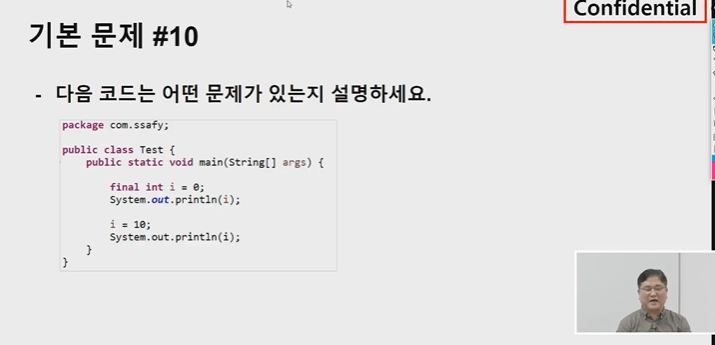 Confidential
기본 문제 #10
- 다음 코드는 어떤 문제가 있는지 설명하세요.
package com.ssafy;
public class Test {
public static void main(String[] args) {
final int i = 0;
System.out.println(i);
i = 10;
System.out.println(i);
}
}